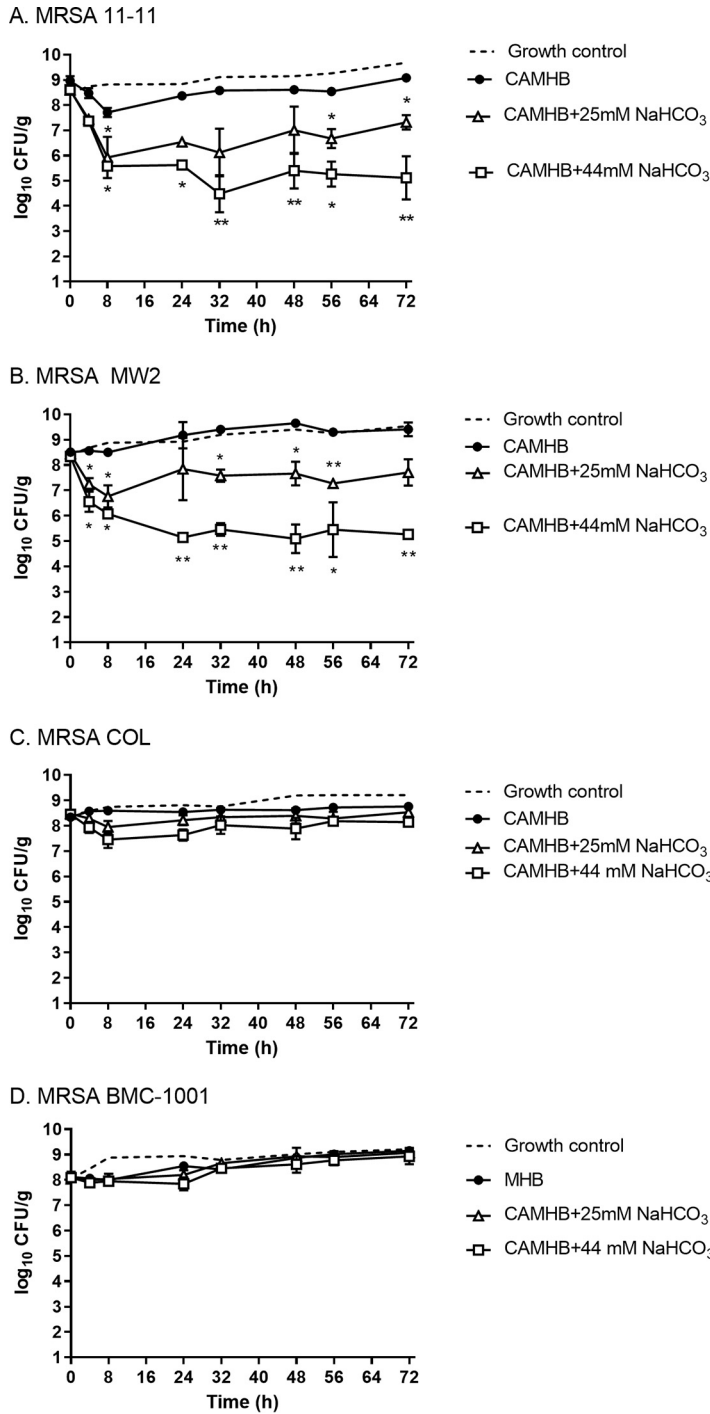 A. MRSA 11-11
10
9
8
7
6
5
4
3
2
1
log10 CFU/g
0 8 16 24 32 40 48 56 64 72
Time (h)
* * * ** ** * ** * *
Growth control
CAMHB
CAMHB+25mM NaHCO3
CAMHB+44mM NaHCO3
B. MRSA  MW2
10
9
8
7
6
5
4
3
2
1
log10 CFU/g
0 8 16 24 32 40 48 56 64 72
Time (h)
* * * * **
* * ** ** ** * **
Growth control
CAMHB
CAMHB+25mM NaHCO3
CAMHB+44mM NaHCO3
C. MRSA COL
10
9
8
7
6
5
4
3
2
1
log10 CFU/g
0 8 16 24 32 40 48 56 64 72
Time (h)
Growth control
CAMHB
CAMHB+25mM NaHCO3
CAMHB+44 mM NaHCO3
D. MRSA BMC-1001
10
9
8
7
6
5
4
3
2
1
log10 CFU/g
0 8 16 24 32 40 48 56 64 72
Time (h)
Growth control
MHB
CAMHB+25mM NaHCO3
CAMHB+44 mM NaHCO3